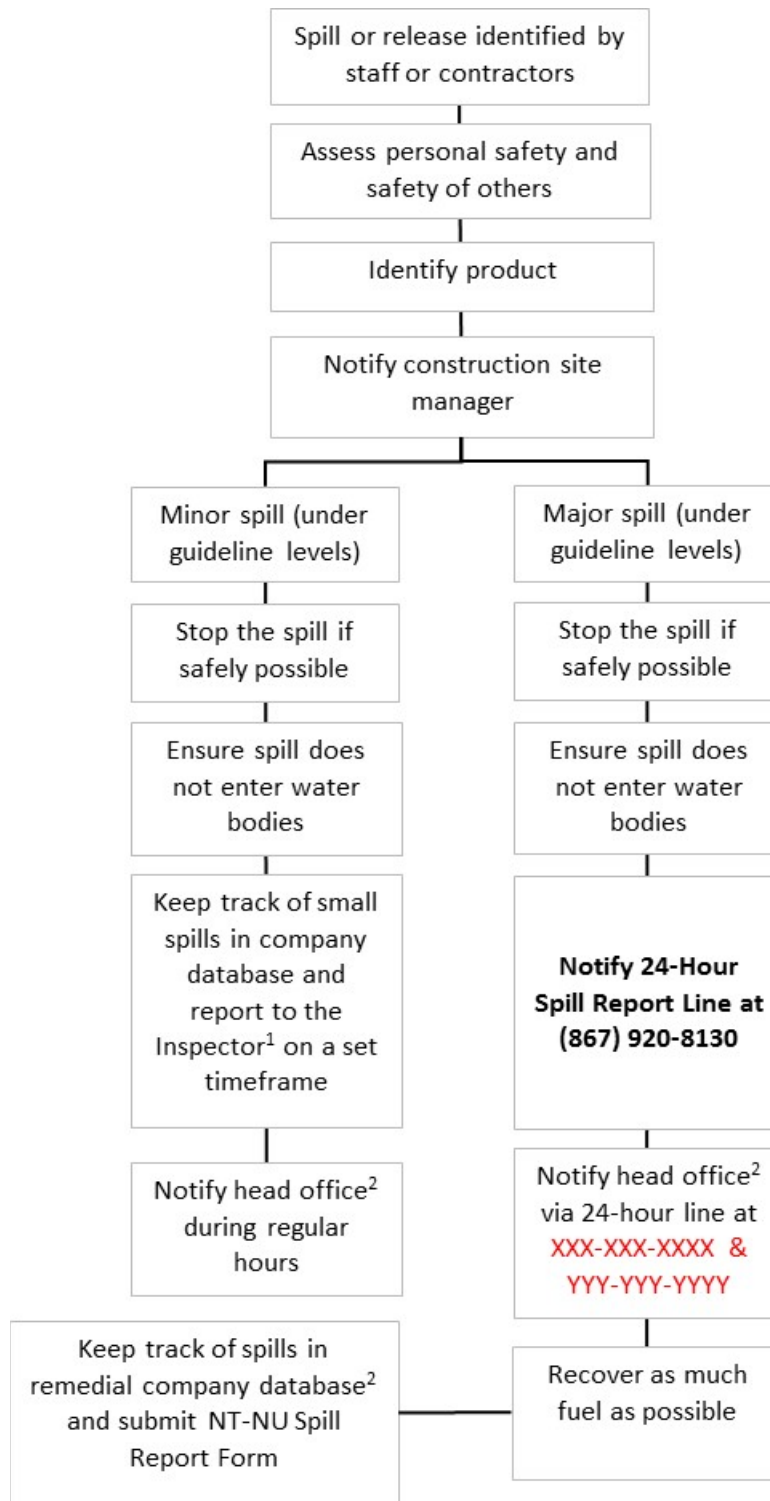 Spill or release identified by
staff or contractors
Assess personal safety and
safety of others
Identify product
Notify construction site
manager
Minor spill (under
guideline levels)
Major spill (under
guideline levels)
Stop the spill if
safely possible
Stop the spill if
safely possible
Ensure spill does
not enter water
bodies
Ensure spill does
not enter water
bodies
Keep track of small
spills in company
database and
report to the
Inspector¹ on a set
timeframe
Notify 24-Hour
Spill Report Line at
(867) 920-8130
Notify head office²
during regular
hours
Notify head office²
via 24-hour line at
XXX-XXX-XXXX &
YYY-YYY-YYYY
Keep track of spills in
remedial company database²
and submit NT-NU Spill
Report Form
Recover as much
fuel as possible